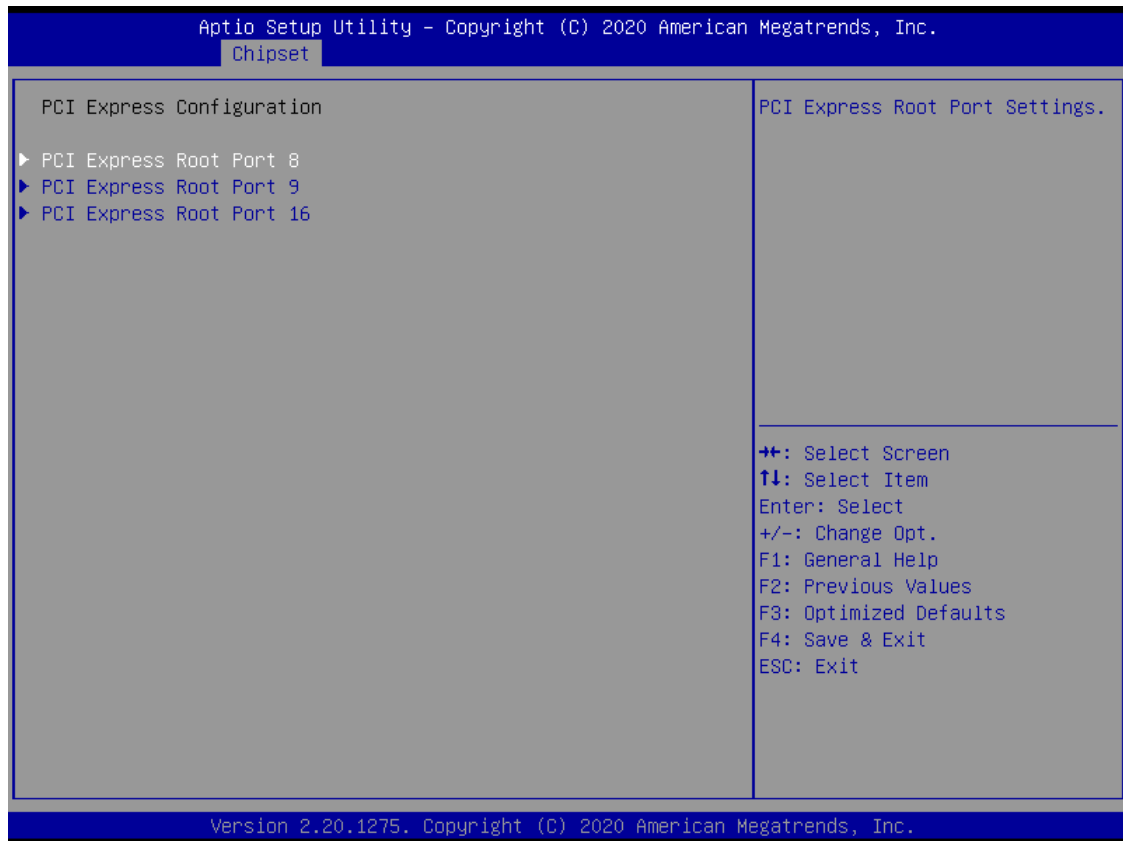 Aptio Setup Utility – Copyright (C) 2020 American Megatrends, Inc.
Chipset
PCI Express Configuration
▶ PCI Express Root Port 8
▶ PCI Express Root Port 9
▶ PCI Express Root Port 16
PCI Express Root Port Settings.
→←: Select Screen
↑↓: Select Item
Enter: Select
+/-: Change Opt.
F1: General Help
F2: Previous Values
F3: Optimized Defaults
F4: Save & Exit
ESC: Exit
Version 2.20.1275. Copyright (C) 2020 American Megatrends, Inc.